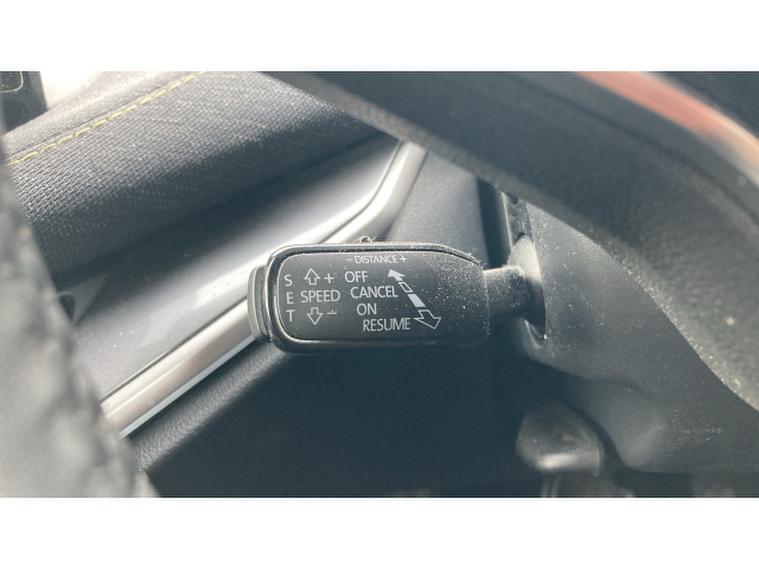 − DISTANCE +
S + OFF
E SPEED CANCEL
T − ON
RESUME